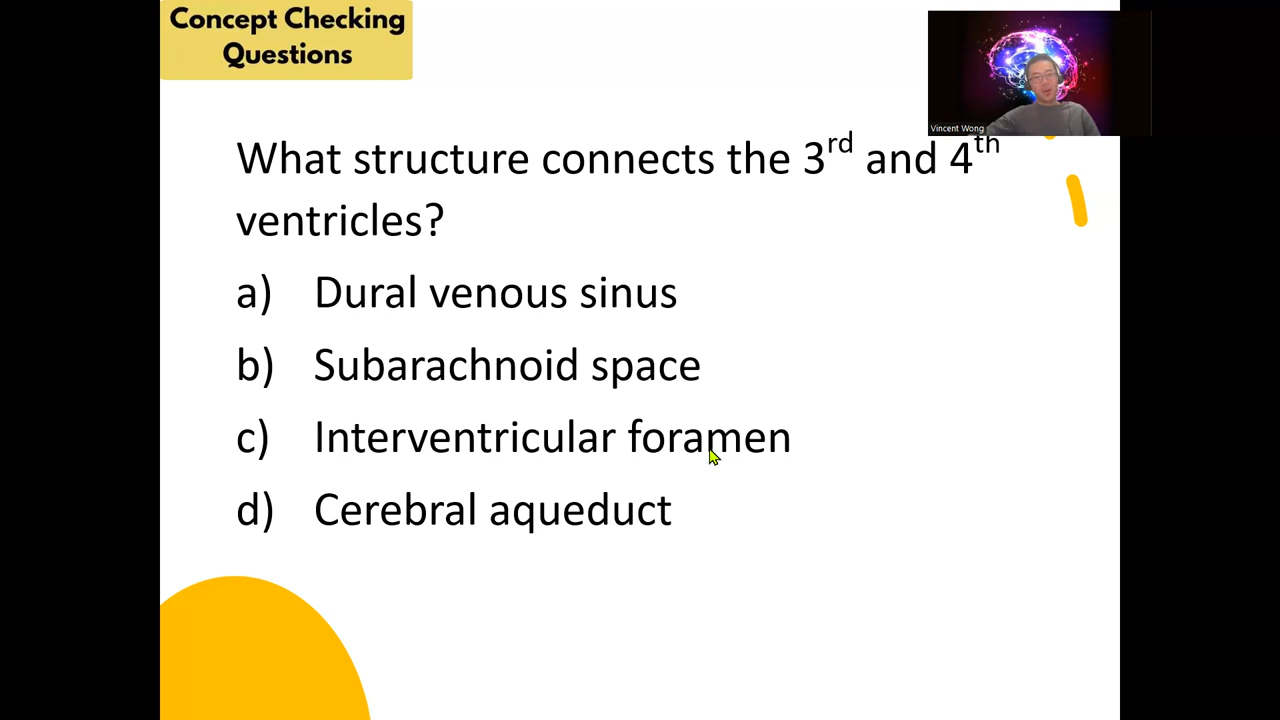 Concept Checking
Questions
Vincent Wong
What structure connects the 3rd and 4th
ventricles?
a) Dural venous sinus
b) Subarachnoid space
c) Interventricular foramen
d) Cerebral aqueduct